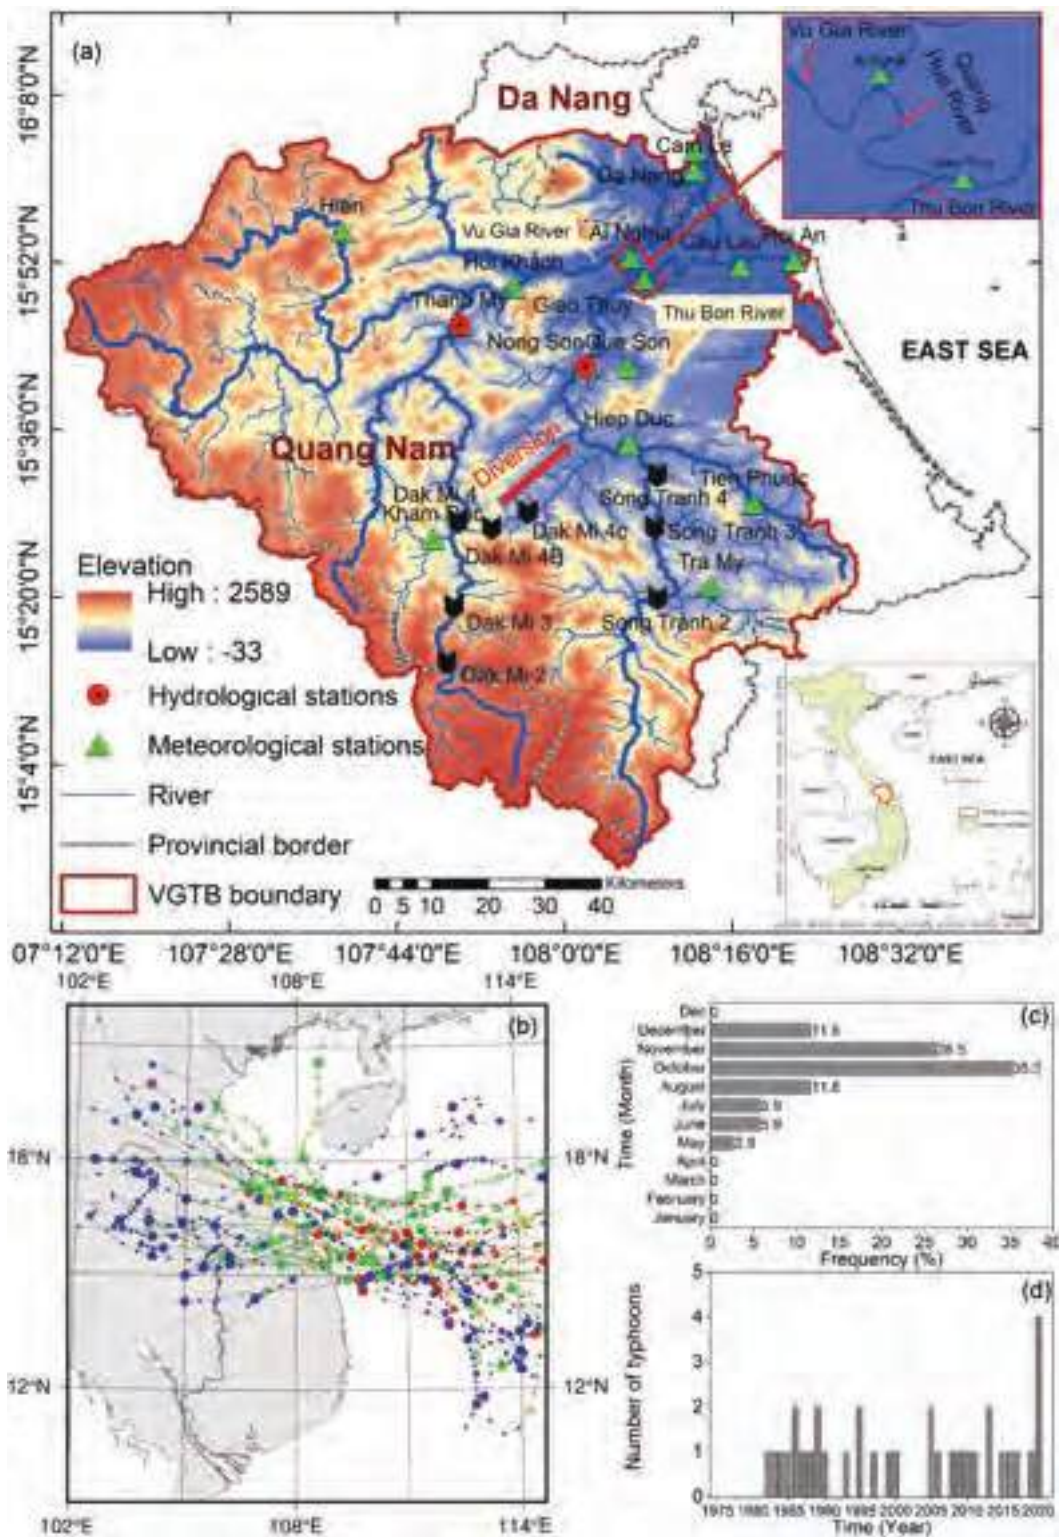 (a)
16°8'0"N
15°52'0"N
15°36'0"N
15°20'0"N
15°4'0"N
Da Nang
Cam Le
Da Nang
Vu Gia River
Quang
Hue River
Thu Bon River
Hien
Vu Gia River
Ai Nghia
Cau Lau
Hoi An
Hoi Khach
Thanh My
Giao Thuy
Thu Bon River
Nong Son
Que Son
EAST SEA
Hiep Duc
Quang Nam
Diversion
Tien Phuoc
Dak Mi 4
Song Tranh 4
Kham Duc
Dak Mi 4c
Song Tranh 3
Dak Mi 4B
Tra My
Dak Mi 3
Song Tranh 2
Dak Mi 2
Elevation
High : 2589
Low : -33
Hydrological stations
Meteorological stations
River
Provincial border
VGTB boundary
Kilometers
0 5 10 20 30 40
EAST SEA
07°12'0"E 107°28'0"E 107°44'0"E 108°0'0"E 108°16'0"E 108°32'0"E
102°E 108°E 114°E
(b)
18°N 18°N
12°N 12°N
102°E 108°E 114°E
(c)
Time (Month)
Dec 0
December 11.8
November
October
August 11.8
July 5.9
June 5.9
May 2.9
April 0
March 0
February 0
January 0
0 5 10 15 20 25 30 35 40
Frequency (%)
(d)
Number of typhoons
5
4
3
2
1
0
1975 1980 1985 1990 1995 2000 2005 2010 2015 2020
Time (Year)